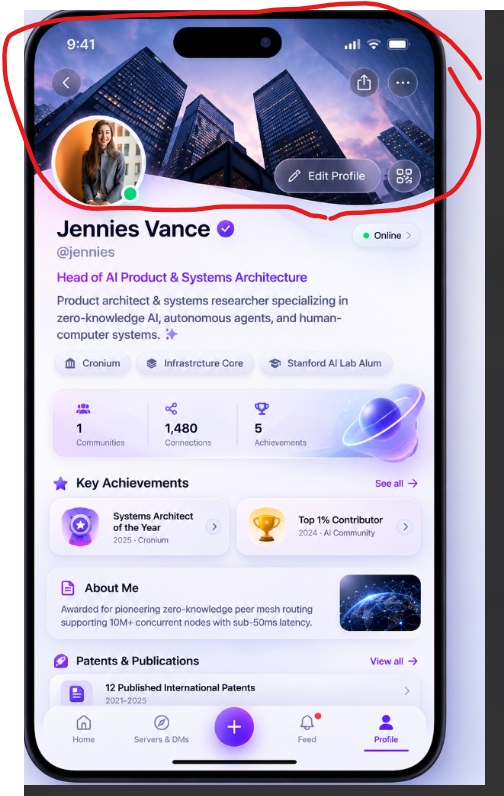 9:41
Edit Profile
Jennies Vance
Online
@jennies
Head of AI Product & Systems Architecture
Product architect & systems researcher specializing in
zero-knowledge AI, autonomous agents, and human-
computer systems.
Cronium
Infrastrcture Core
Stanford AI Lab Alum
1
Communities
1,480
Connections
5
Achievements
Key Achievements
See all
Systems Architect
of the Year
2025 · Cronium
Top 1% Contributor
2024 · AI Community
About Me
Awarded for pioneering zero-knowledge peer mesh routing
supporting 10M+ concurrent nodes with sub-50ms latency.
Patents & Publications
View all
12 Published International Patents
2021–2025
Home
Servers & DMs
Feed
Profile